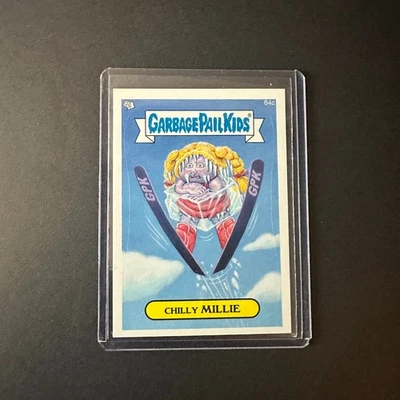 64c
GARBAGE PAIL KIDS
GPK
GPK
CHILLY MILLIE